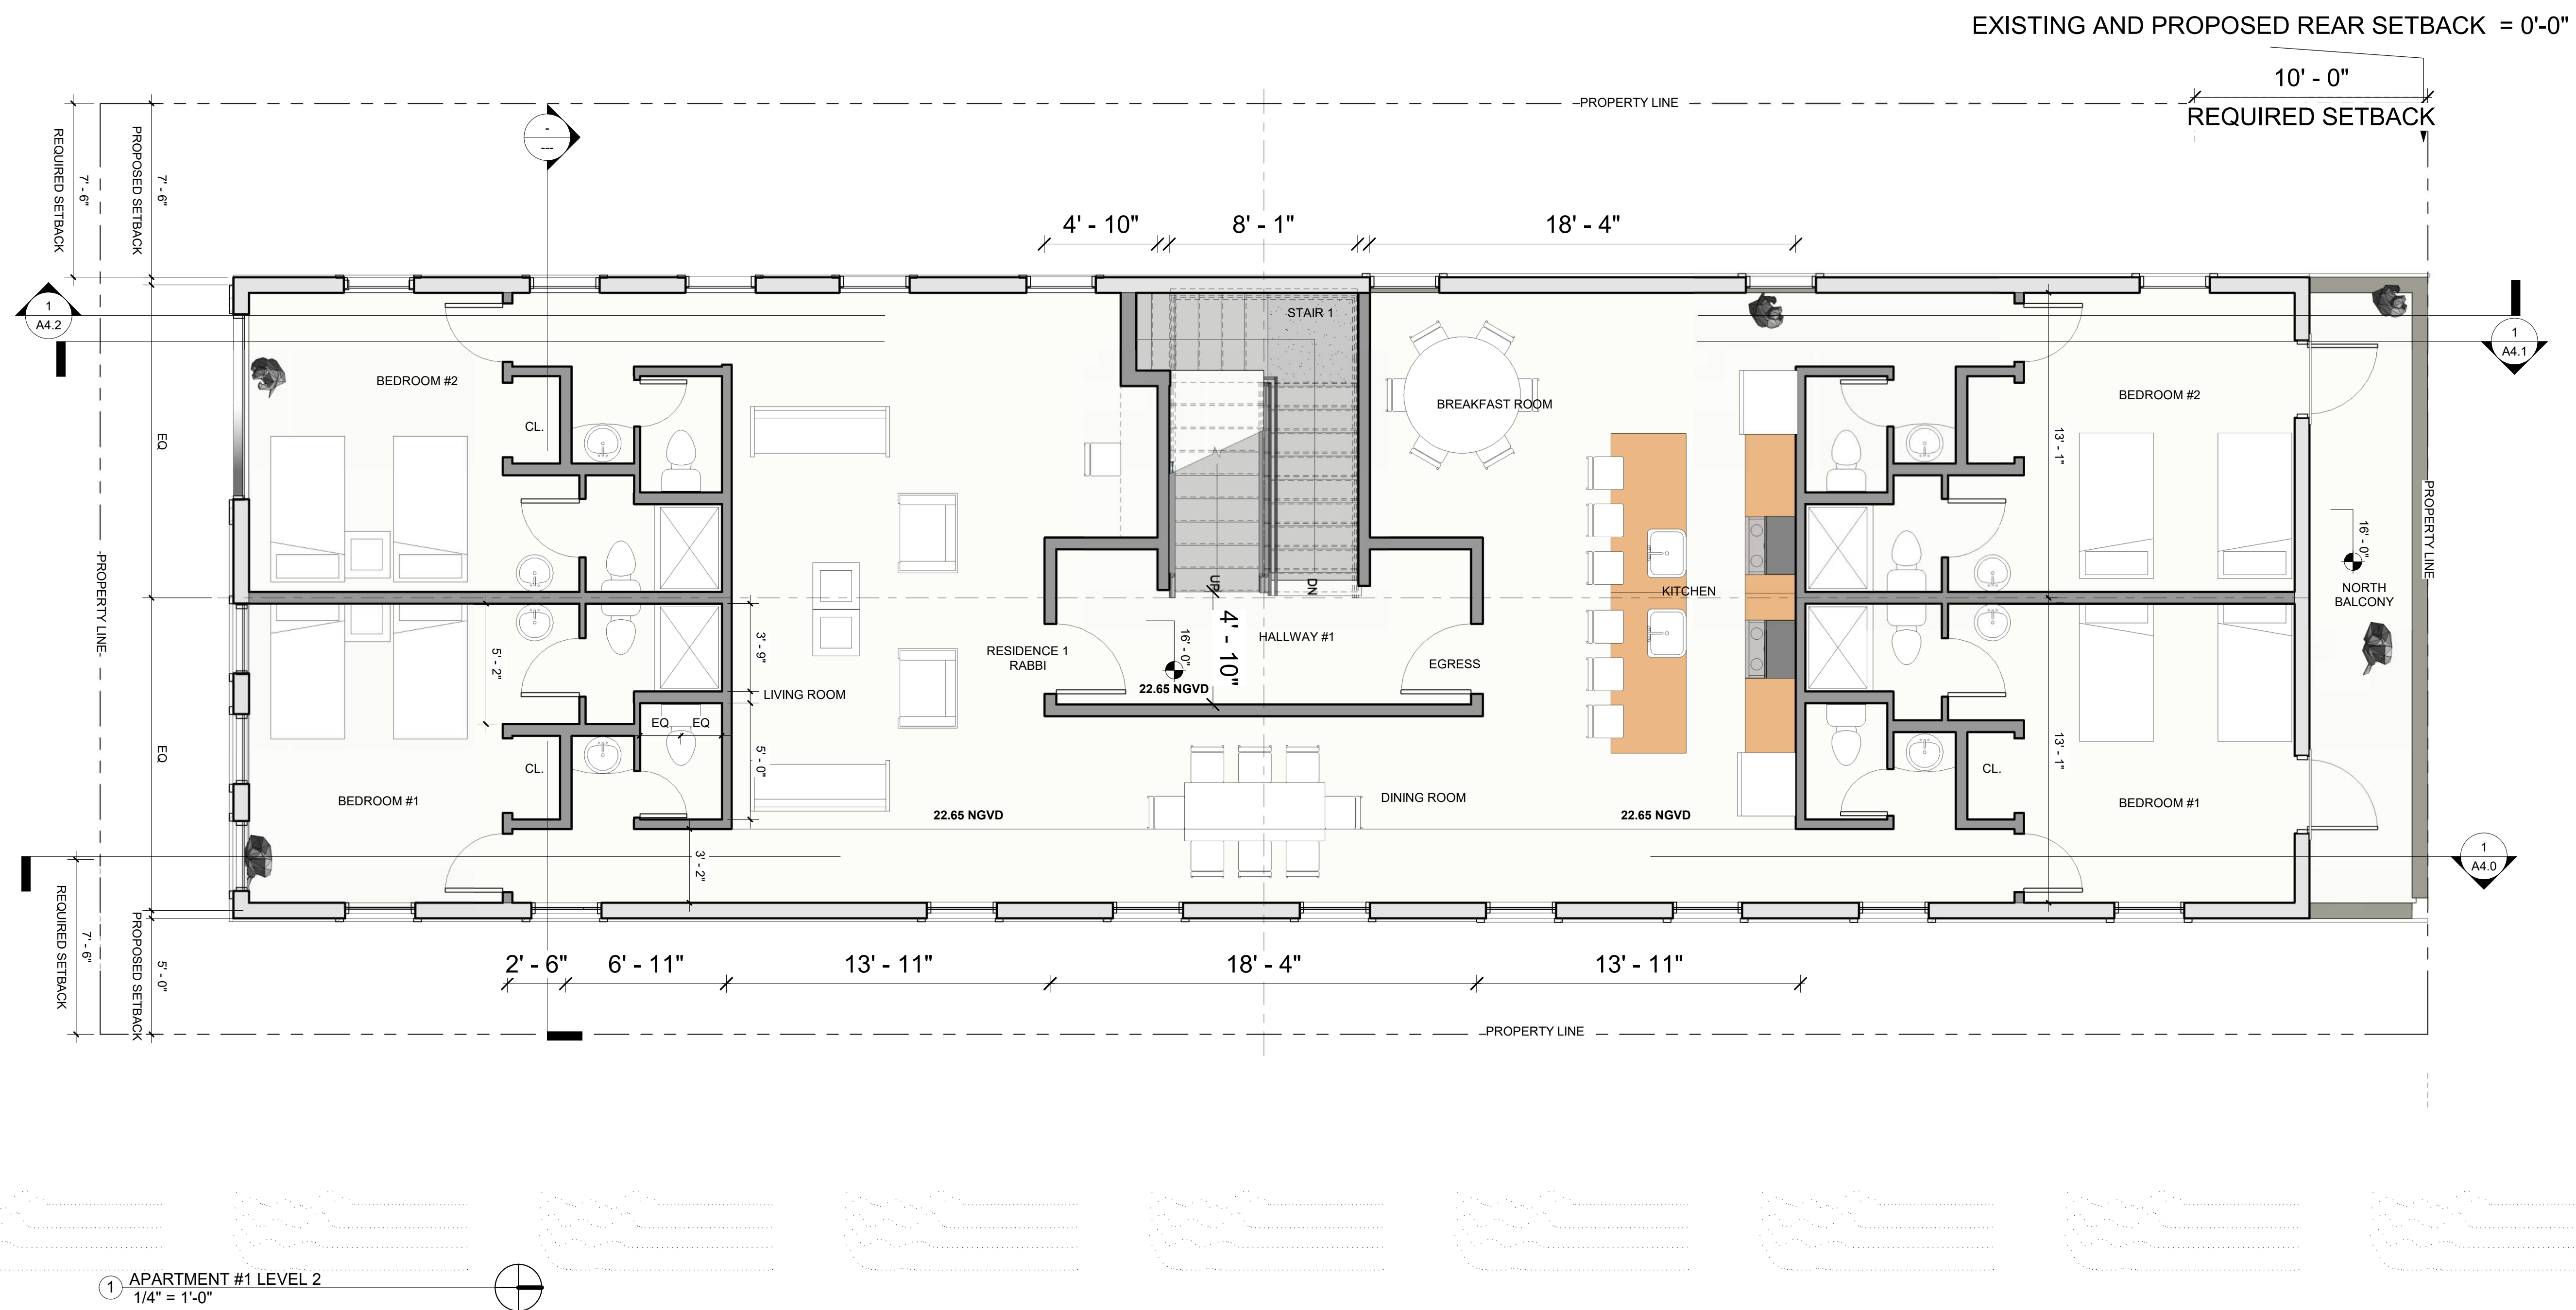 EXISTING AND PROPOSED REAR SETBACK = 0'-0"
10' - 0"
REQUIRED SETBACK
PROPERTY LINE
REQUIRED SETBACK
7' - 6"
PROPOSED SETBACK
7' - 6"
-
---
4' - 10"
8' - 1"
18' - 4"
1
A4.2
1
A4.1
STAIR 1
BEDROOM #2
BREAKFAST ROOM
BEDROOM #2
CL.
EQ
13' - 1"
PROPERTY LINE
16' - 0"
NORTH
BALCONY
PROPERTY LINE
UP
DN
KITCHEN
4' - 10"
HALLWAY #1
16' - 0"
22.65 NGVD
RESIDENCE 1
RABBI
EGRESS
5' - 2"
3' - 9"
LIVING ROOM
EQ
EQ
5' - 0"
EQ
CL.
CL.
13' - 1"
BEDROOM #1
DINING ROOM
BEDROOM #1
22.65 NGVD
22.65 NGVD
3' - 2"
1
A4.0
REQUIRED SETBACK
7' - 6"
PROPOSED SETBACK
5' - 0"
2' - 6"
6' - 11"
13' - 11"
18' - 4"
13' - 11"
PROPERTY LINE
1
APARTMENT #1 LEVEL 2
1/4" = 1'-0"